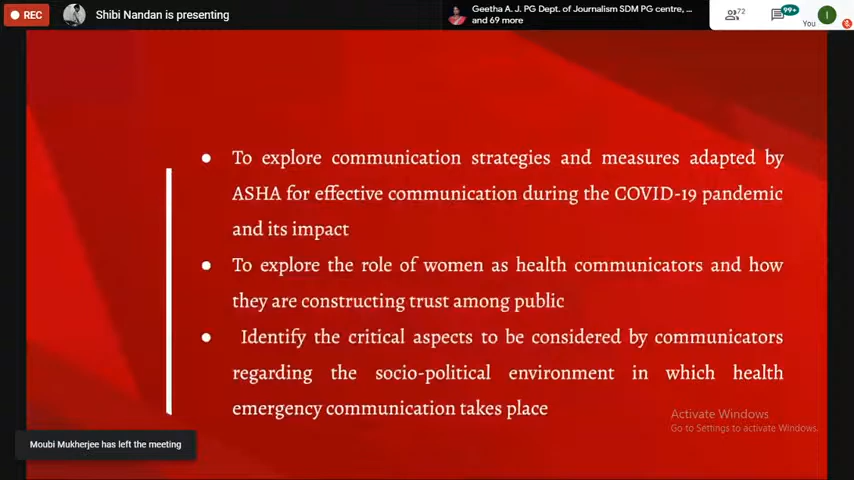 REC
Shibi Nandan is presenting
Geetha A. J. PG Dept. of Journalism SDM PG centre, ...
and 69 more
72
99+
You
I
• To explore communication strategies and measures adapted by
ASHA for effective communication during the COVID-19 pandemic
and its impact
• To explore the role of women as health communicators and how
they are constructing trust among public
• Identify the critical aspects to be considered by communicators
regarding the socio-political environment in which health
emergency communication takes place
Activate Windows
Go to Settings to activate Windows.
Moubi Mukherjee has left the meeting